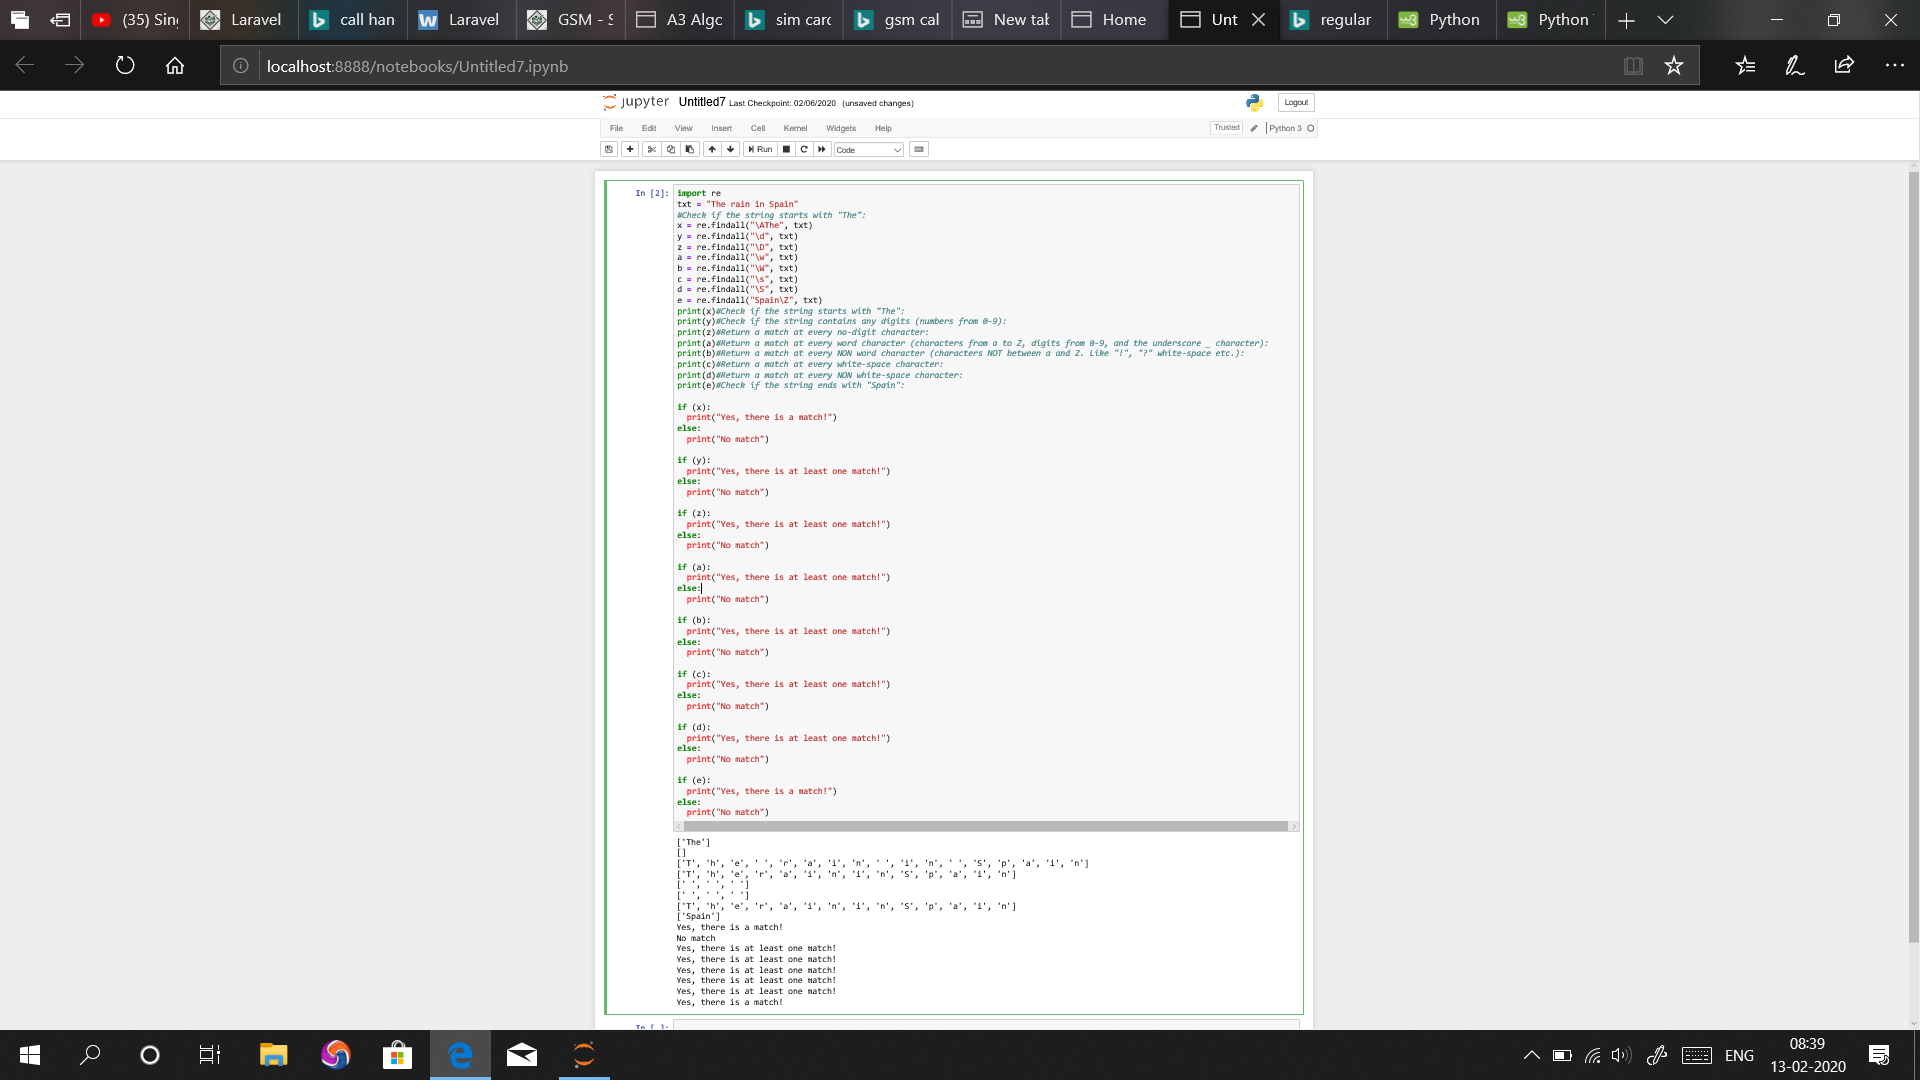 (35) Sing
Laravel
call han
Laravel
GSM - S
A3 Algo
sim card
gsm cal
New tab
Home
Unt
regular
Python
Python
localhost:8888/notebooks/Untitled7.ipynb
jupyter Untitled7 Last Checkpoint: 02/06/2020 (unsaved changes)
Logout
File Edit View Insert Cell Kernel Widgets Help
Trusted Python 3
Run Code
In [2]: import re
txt = "The rain in Spain"
#Check if the string starts with "The":
x = re.findall("\AThe", txt)
y = re.findall("\d", txt)
z = re.findall("\D", txt)
a = re.findall("\w", txt)
b = re.findall("\W", txt)
c = re.findall("\s", txt)
d = re.findall("\S", txt)
e = re.findall("Spain\Z", txt)
print(x)#Check if the string starts with "The":
print(y)#Check if the string contains any digits (numbers from 0-9):
print(z)#Return a match at every no-digit character:
print(a)#Return a match at every word character (characters from a to Z, digits from 0-9, and the underscore _ character):
print(b)#Return a match at every NON word character (characters NOT between a and Z. Like "!", "?" white-space etc.):
print(c)#Return a match at every white-space character:
print(d)#Return a match at every NON white-space character:
print(e)#Check if the string ends with "Spain":
if (x):
print("Yes, there is a match!")
else:
print("No match")
if (y):
print("Yes, there is at least one match!")
else:
print("No match")
if (z):
print("Yes, there is at least one match!")
else:
print("No match")
if (a):
print("Yes, there is at least one match!")
else:
print("No match")
if (b):
print("Yes, there is at least one match!")
else:
print("No match")
if (c):
print("Yes, there is at least one match!")
else:
print("No match")
if (d):
print("Yes, there is at least one match!")
else:
print("No match")
if (e):
print("Yes, there is a match!")
else:
print("No match")
['The']
[]
['T', 'h', 'e', ' ', 'r', 'a', 'i', 'n', ' ', 'i', 'n', ' ', 'S', 'p', 'a', 'i', 'n']
['T', 'h', 'e', 'r', 'a', 'i', 'n', 'i', 'n', 'S', 'p', 'a', 'i', 'n']
[' ', ' ', ' ']
[' ', ' ', ' ']
['T', 'h', 'e', 'r', 'a', 'i', 'n', 'i', 'n', 'S', 'p', 'a', 'i', 'n']
['Spain']
Yes, there is a match!
No match
Yes, there is at least one match!
Yes, there is at least one match!
Yes, there is at least one match!
Yes, there is at least one match!
Yes, there is at least one match!
Yes, there is a match!
In [ ]:
ENG
08:39
13-02-2020